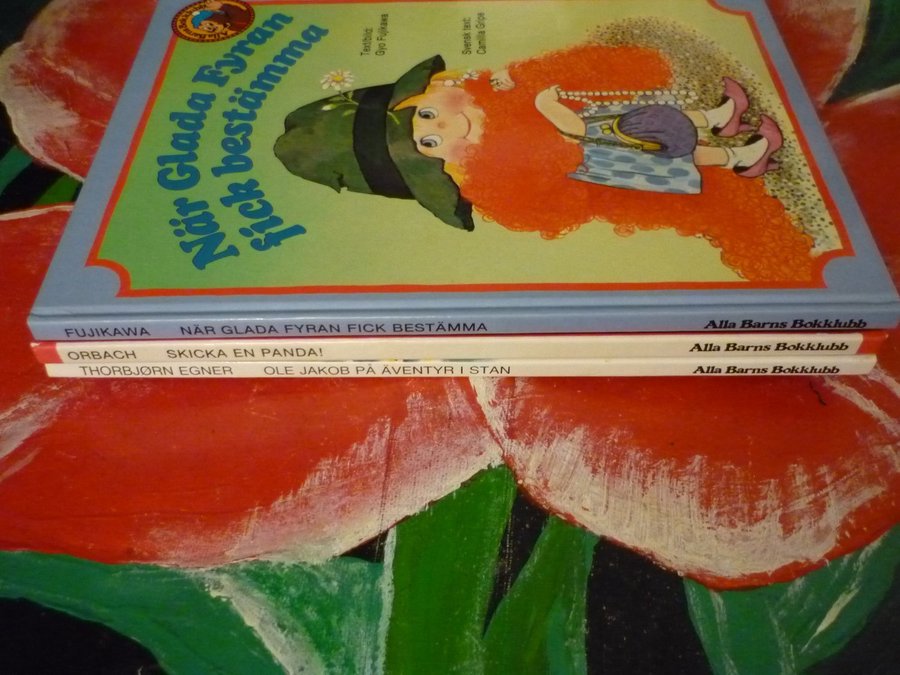 När Glada Fyran
fick bestämma
Text/bild:
Gyo Fujikawa
Svensk text:
Camilla Gripe
FUJIKAWA NÄR GLADA FYRAN FICK BESTÄMMA Alla Barns Bokklubb
ORBACH SKICKA EN PANDA! Alla Barns Bokklubb
THORBJØRN EGNER OLE JAKOB PÅ ÄVENTYR I STAN Alla Barns Bokklubb